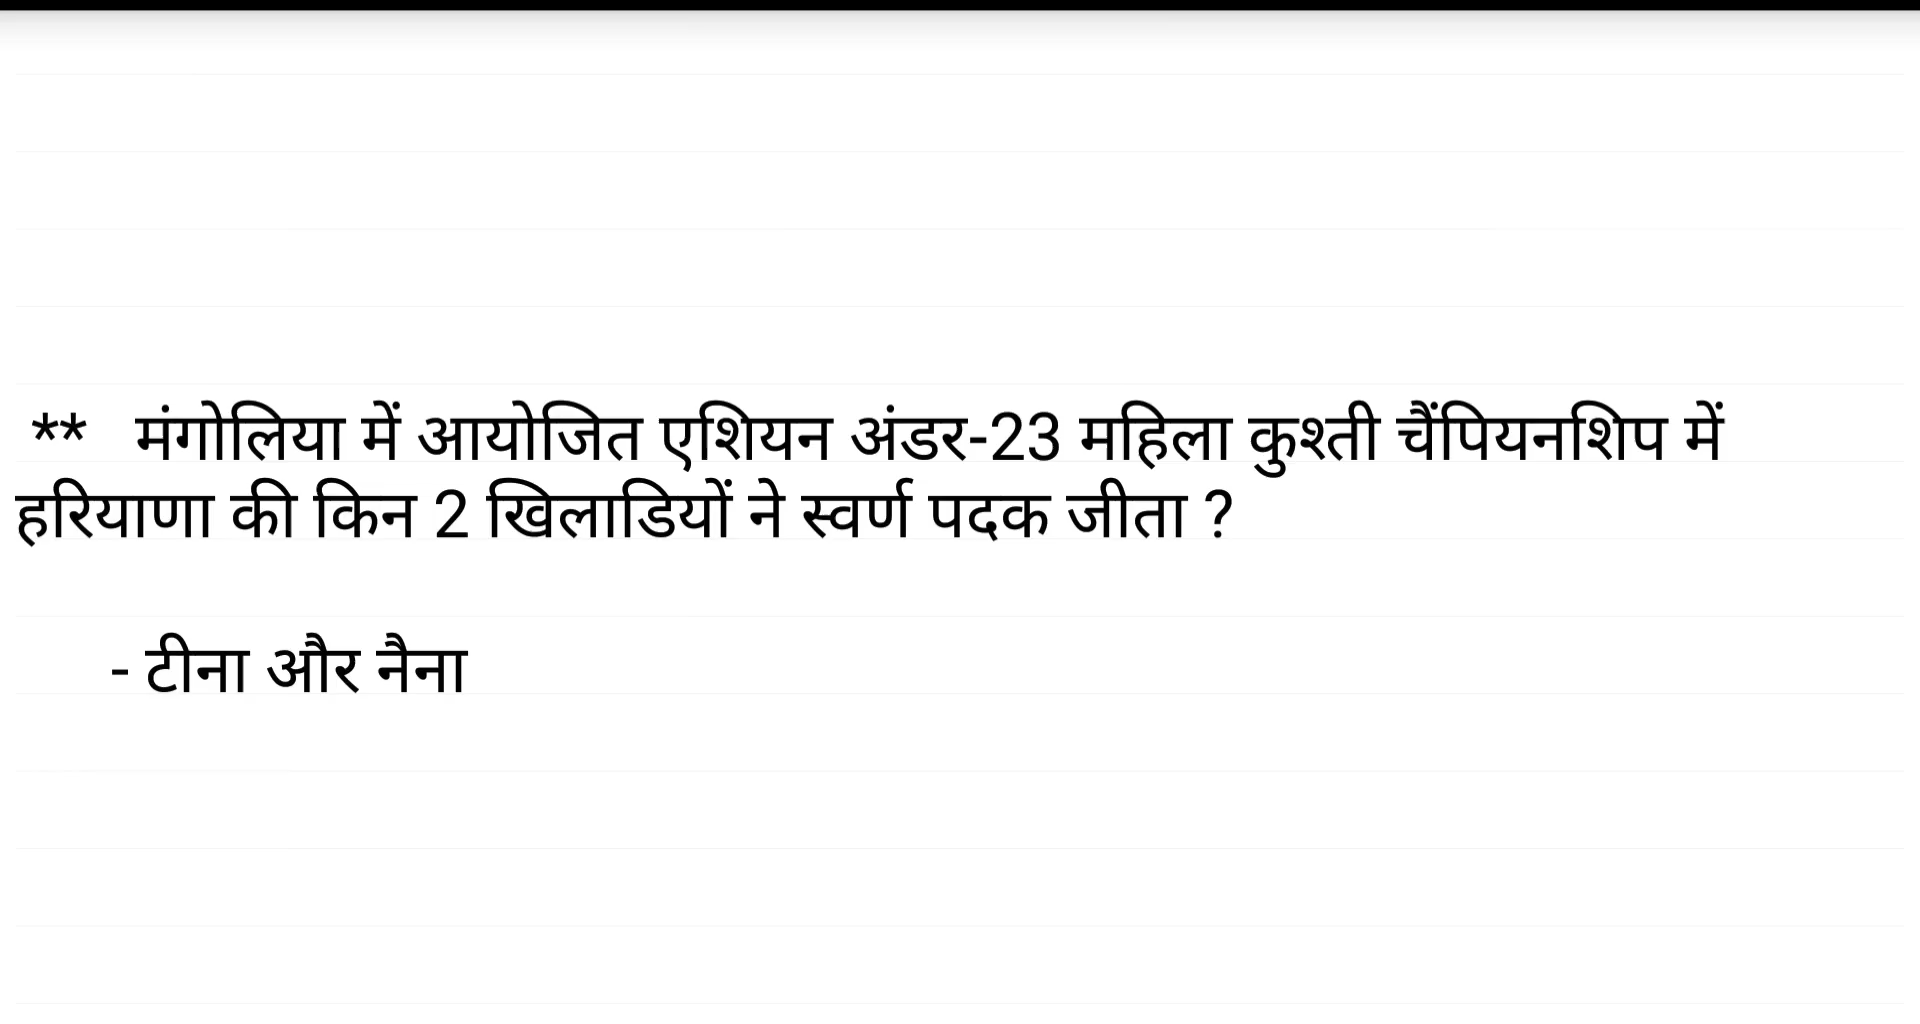 ** मंगोलिया में आयोजित एशियन अंडर-23 महिला कुश्ती चैंपियनशिप में
हरियाणा की किन 2 खिलाडियों ने स्वर्ण पदक जीता ?
- टीना और नैना